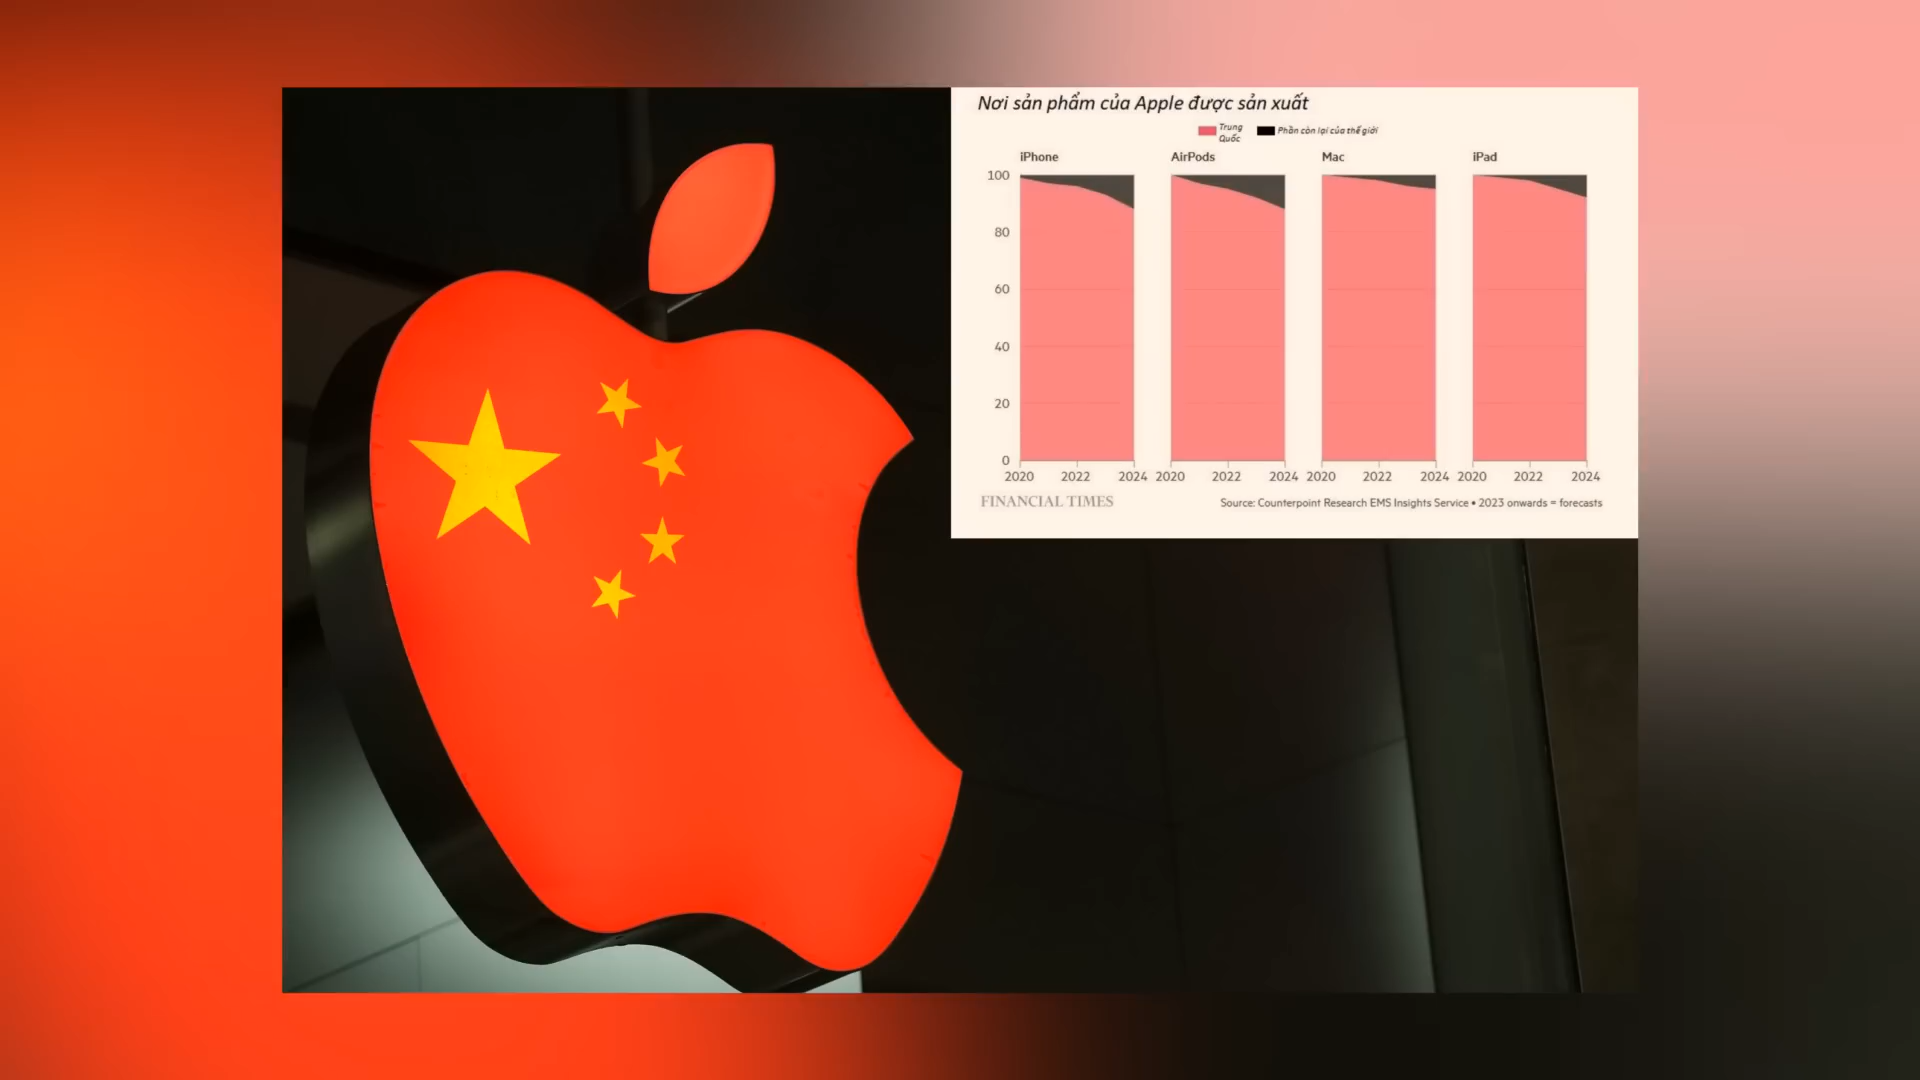 Nơi sản phẩm của Apple được sản xuất
Trung
Quốc
Phần còn lại của thế giới
iPhone
AirPods
Mac
iPad
100
80
60
40
20
0
2020 2022 2024
2020 2022 2024
2020 2022 2024
2020 2022 2024
FINANCIAL TIMES
Source: Counterpoint Research EMS Insights Service • 2023 onwards = forecasts